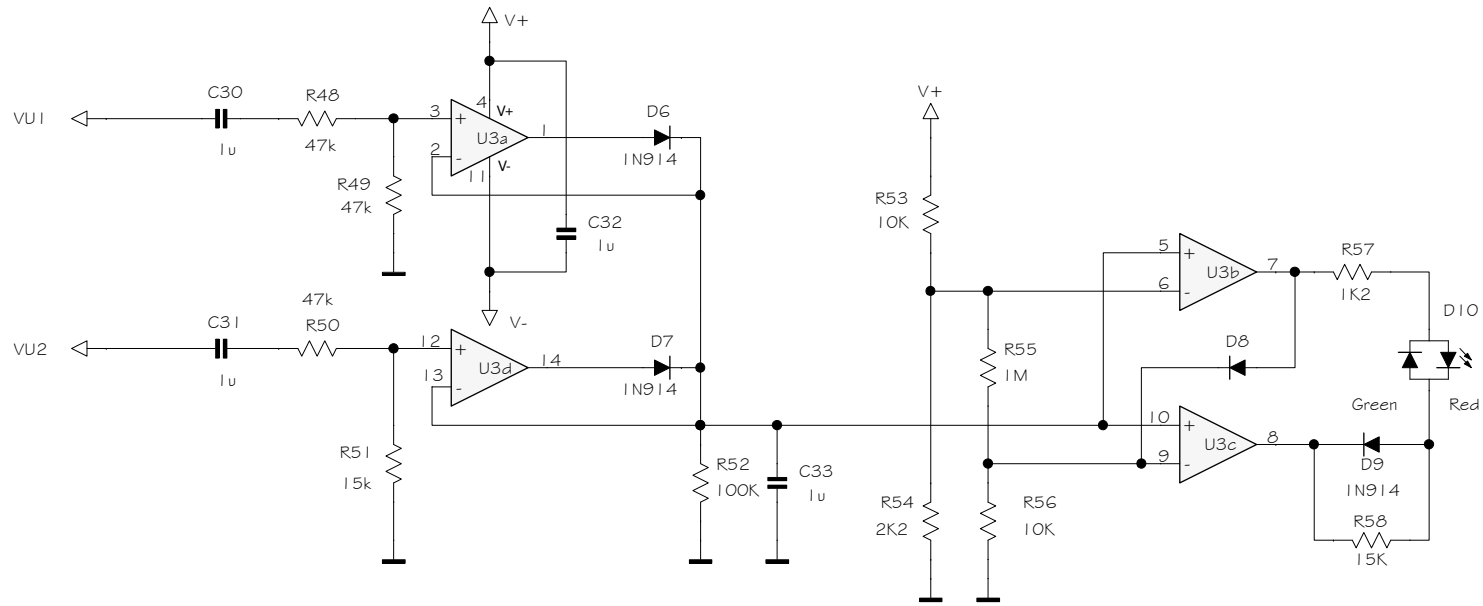 V+
C30
R48
VU1
1u
47k
3
2
+
-
4
V+
U3a
V-
11
1
D6
1N914
R49
47k
C32
1u
V-
VU2
C31
1u
47k
R50
12
13
+
-
U3d
14
D7
1N914
R51
15k
R52
100K
C33
1u
V+
R53
10K
R55
1M
R54
2K2
R56
10K
5
6
+
-
U3b
7
R57
1K2
D8
D10
Green
Red
10
9
+
-
U3c
8
D9
1N914
R58
15K